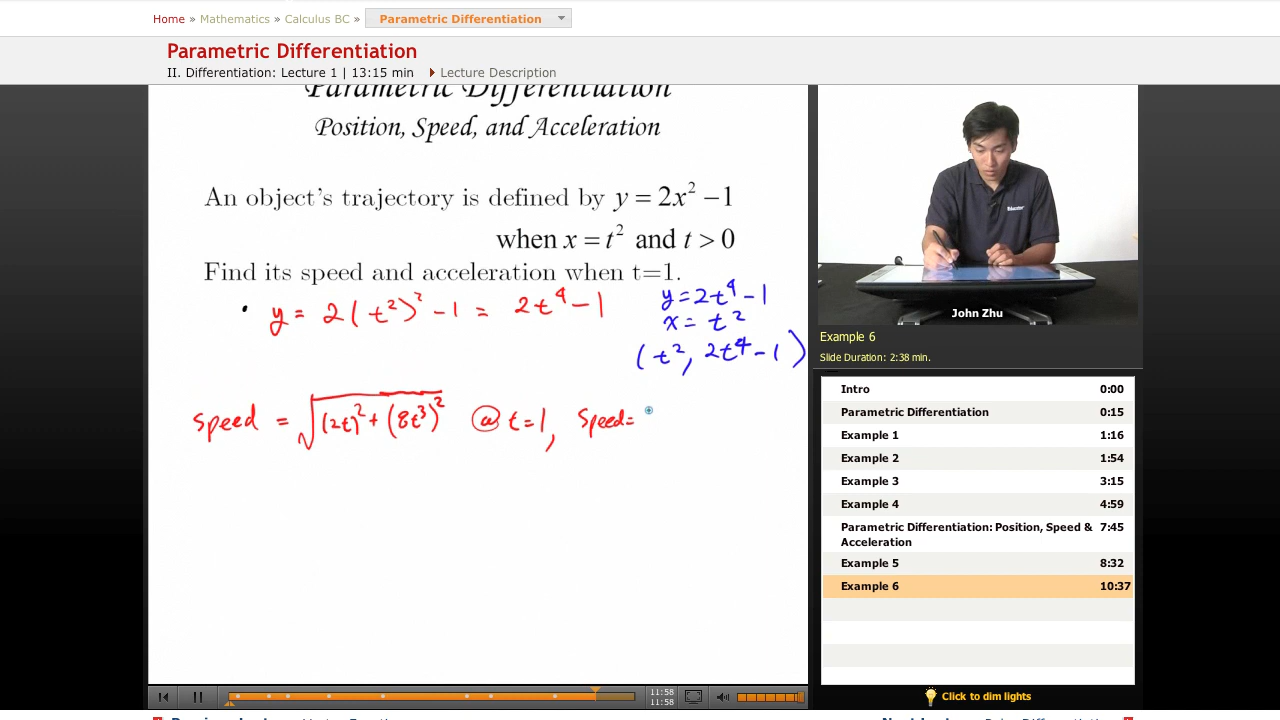 Home » Mathematics » Calculus BC » Parametric Differentiation
Parametric Differentiation
II. Differentiation: Lecture 1 | 13:15 min Lecture Description
Parametric Differentiation
Position, Speed, and Acceleration
An object's trajectory is defined by y = 2x² −1
when x = t² and t > 0
Find its speed and acceleration when t=1.
• y = 2(t²)² − 1 = 2t⁴ − 1
y = 2t⁴ − 1
x = t²
(t², 2t⁴ − 1)
speed = √((2t)² + (8t³)²) @ t=1, Speed=
Educator
John Zhu
Example 6
Slide Duration: 2:38 min.
Intro 0:00
Parametric Differentiation 0:15
Example 1 1:16
Example 2 1:54
Example 3 3:15
Example 4 4:59
Parametric Differentiation: Position, Speed & 7:45
Acceleration
Example 5 8:32
Example 6 10:37
11:58
11:58
Click to dim lights